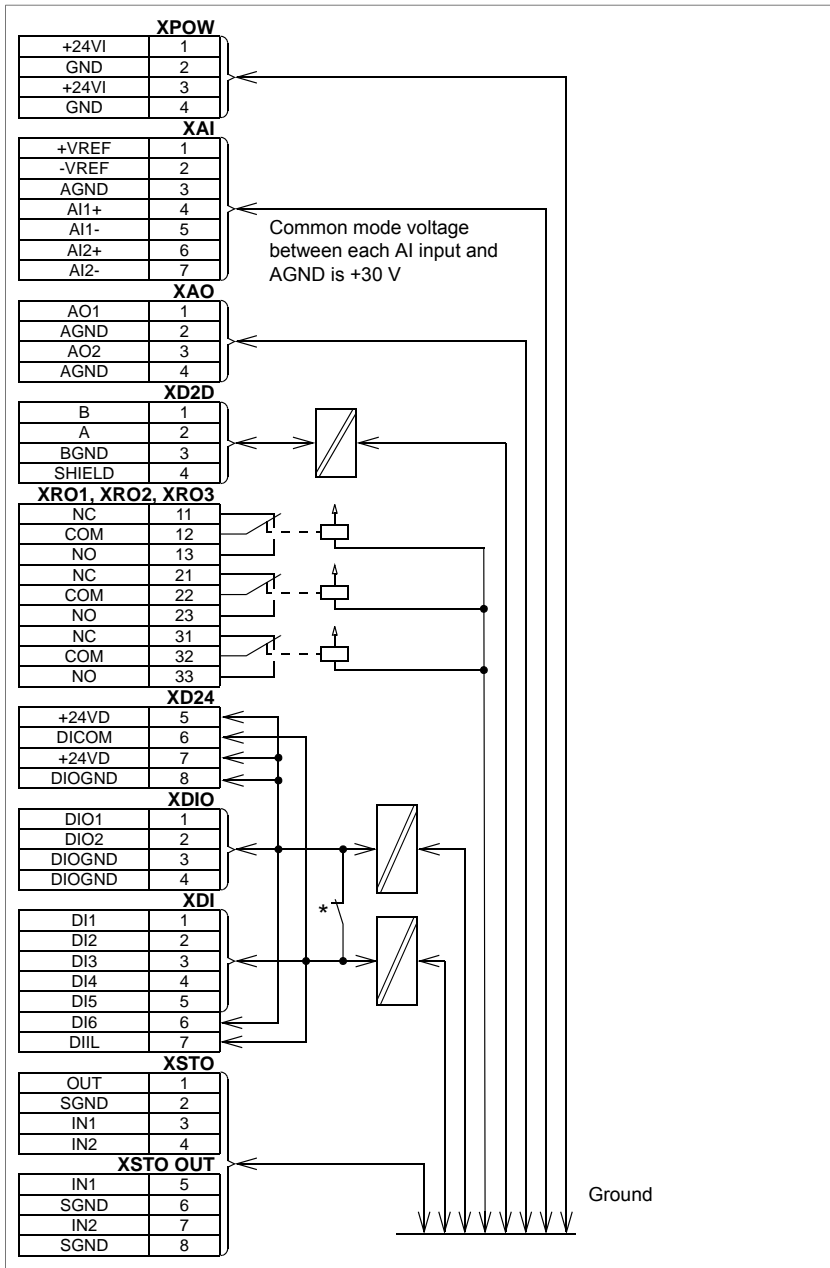 XPOW
+24VI 1
GND 2
+24VI 3
GND 4
XAI
+VREF 1
-VREF 2
AGND 3
AI1+ 4
AI1- 5
AI2+ 6
AI2- 7
Common mode voltage
between each AI input and
AGND is +30 V
XAO
AO1 1
AGND 2
AO2 3
AGND 4
XD2D
B 1
A 2
BGND 3
SHIELD 4
XRO1, XRO2, XRO3
NC 11
COM 12
NO 13
NC 21
COM 22
NO 23
NC 31
COM 32
NO 33
XD24
+24VD 5
DICOM 6
+24VD 7
DIOGND 8
XDIO
DIO1 1
DIO2 2
DIOGND 3
DIOGND 4
XDI
DI1 1
DI2 2
DI3 3
DI4 4
DI5 5
DI6 6
DIIL 7
*
XSTO
OUT 1
SGND 2
IN1 3
IN2 4
XSTO OUT
IN1 5
SGND 6
IN2 7
SGND 8
Ground